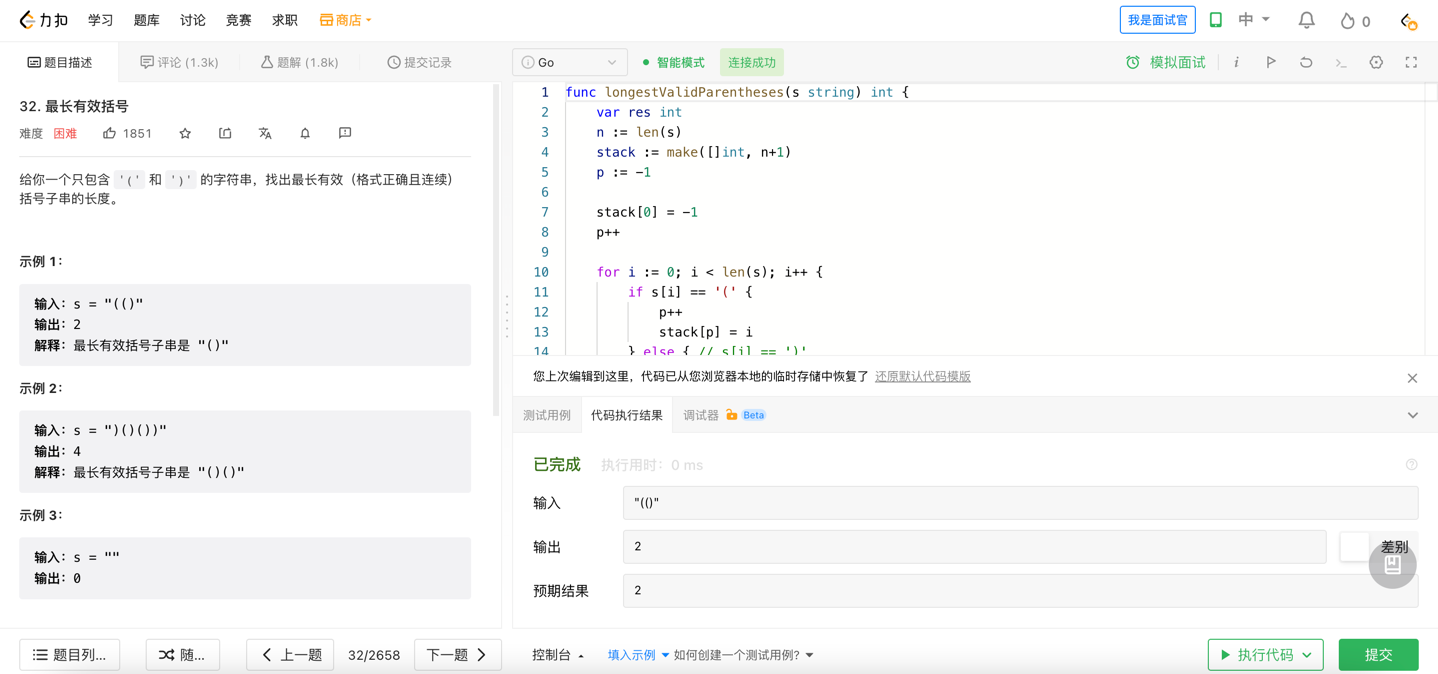 力扣 学习 题库 讨论 竞赛 求职 商店 我是面试官 中 0
题目描述 评论 (1.3k) 题解 (1.8k) 提交记录
32. 最长有效括号
难度 困难 1851
给你一个只包含 '(' 和 ')' 的字符串，找出最长有效（格式正确且连续）
括号子串的长度。
示例 1：
输入：s = "(()"
输出：2
解释：最长有效括号子串是 "()"
示例 2：
输入：s = ")()())"
输出：4
解释：最长有效括号子串是 "()()"
示例 3：
输入：s = ""
输出：0
题目列... 随... 上一题 32/2658 下一题
Go 智能模式 连接成功 模拟面试 i
1 func longestValidParentheses(s string) int {
2 var res int
3 n := len(s)
4 stack := make([]int, n+1)
5 p := -1
6
7 stack[0] = -1
8 p++
9
10 for i := 0; i < len(s); i++ {
11 if s[i] == '(' {
12 p++
13 stack[p] = i
14 } else { // s[i] == ')'
您上次编辑到这里，代码已从您浏览器本地的临时存储中恢复了 还原默认代码模版
测试用例 代码执行结果 调试器 Beta
已完成 执行用时：0 ms
输入 "(()"
输出 2 差别
预期结果 2
控制台 填入示例 如何创建一个测试用例? 执行代码 提交